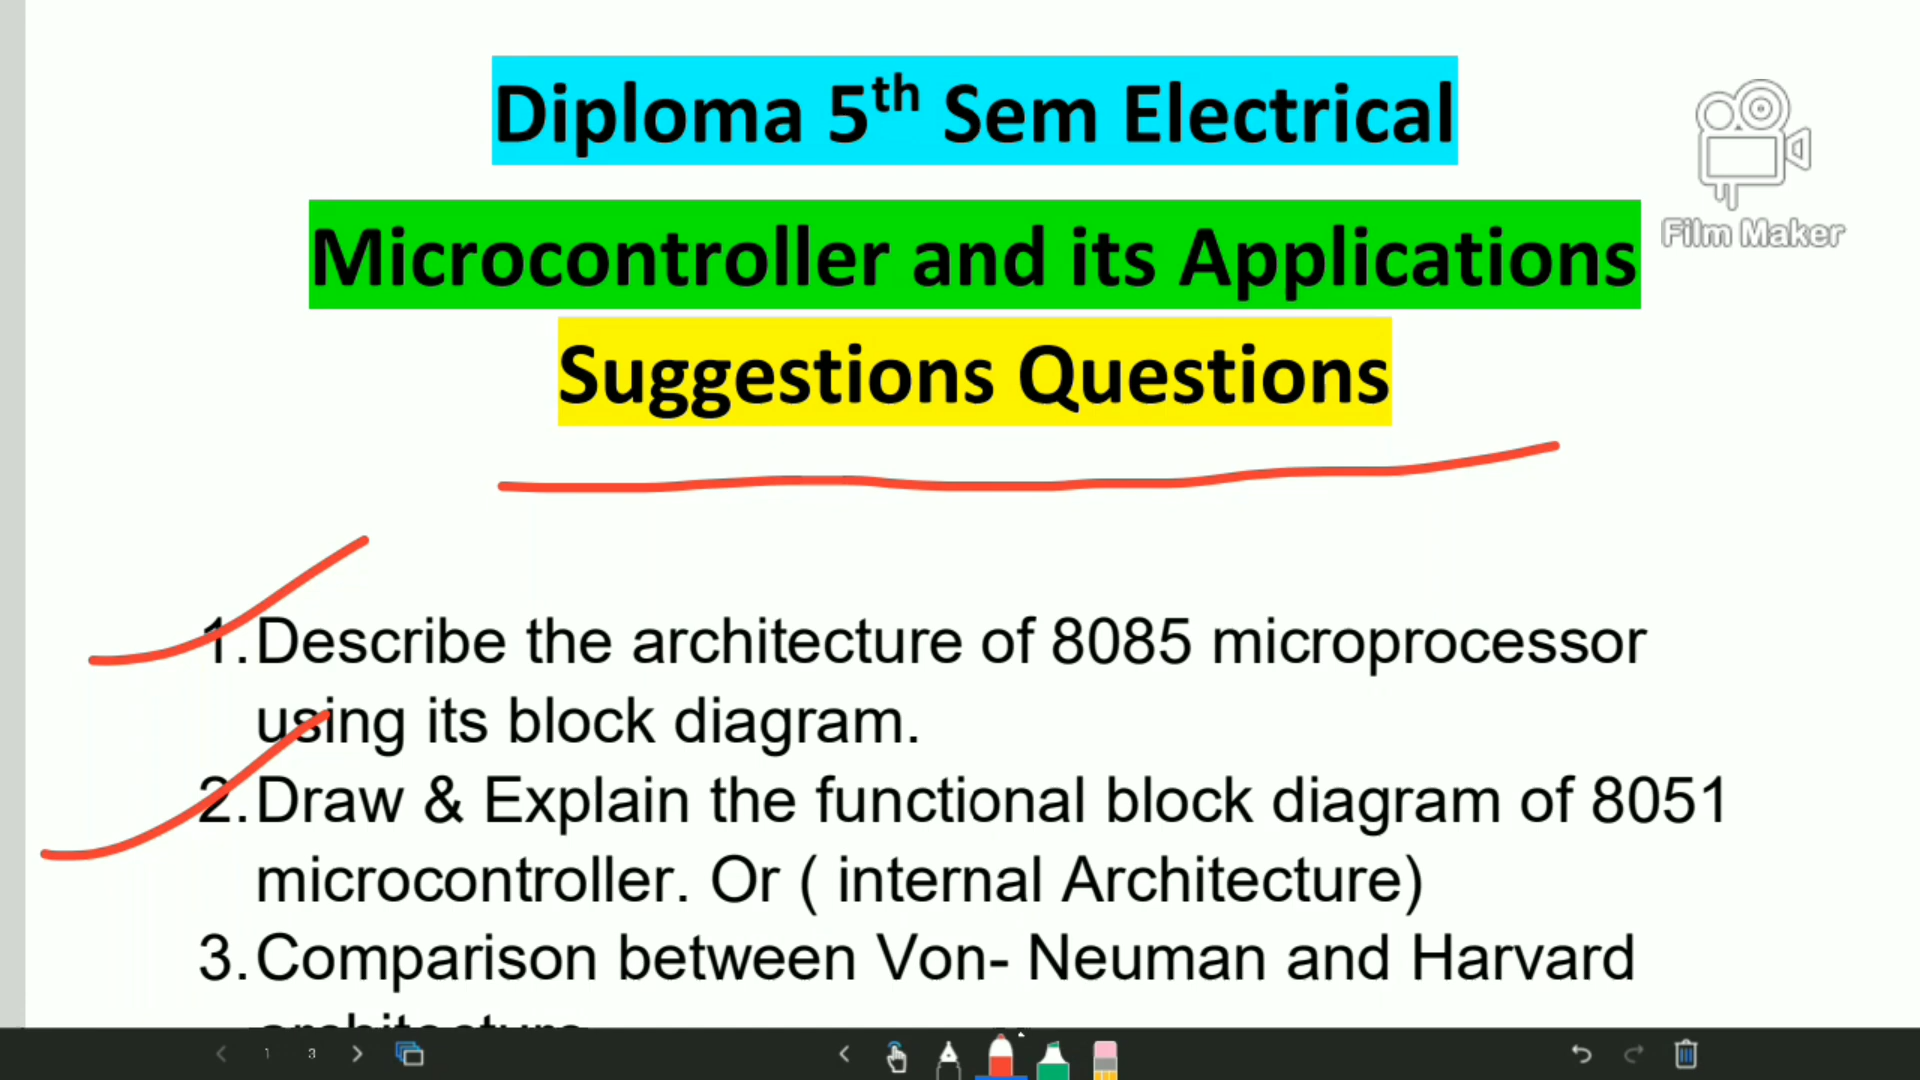 Diploma 5th Sem Electrical
Microcontroller and its Applications
Film Maker
Suggestions Questions
1. Describe the architecture of 8085 microprocessor
using its block diagram.
2. Draw & Explain the functional block diagram of 8051
microcontroller. Or ( internal Architecture)
3. Comparison between Von- Neuman and Harvard
1 3